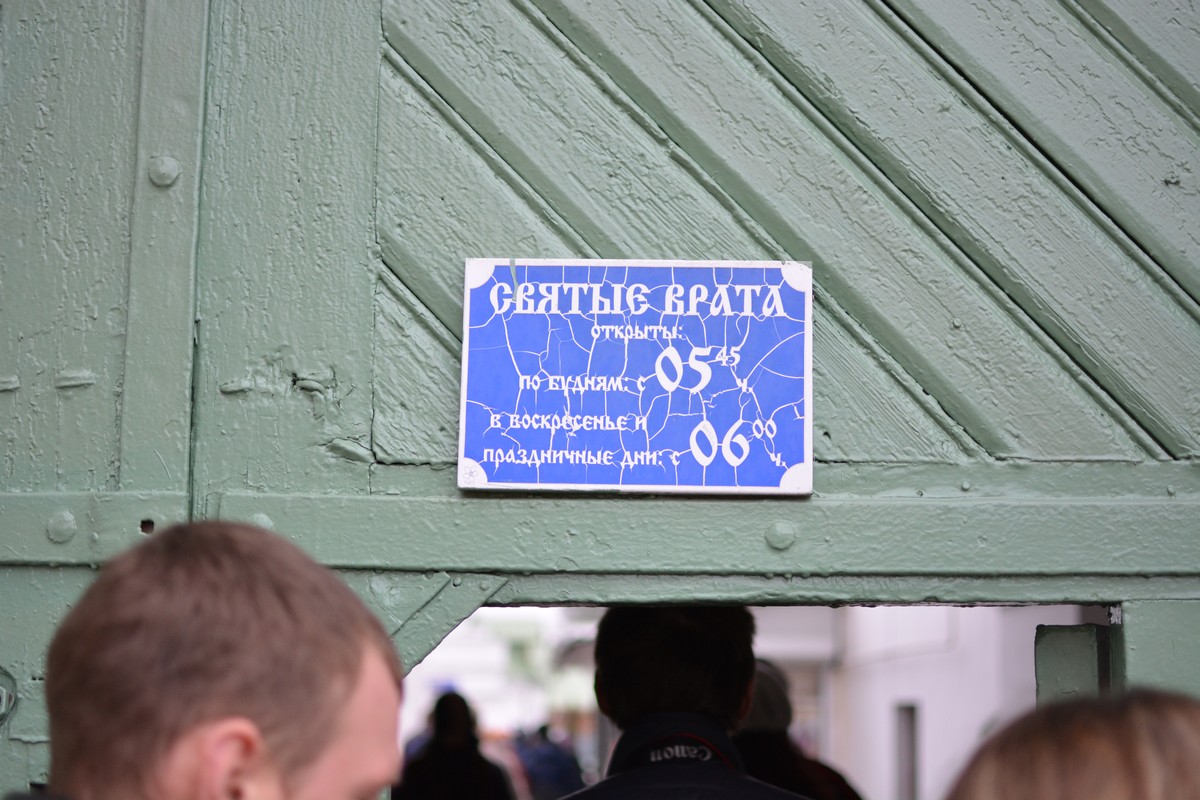 СВЯТЫЕ ВРАТА
ОТКРЫТЫ:
ПО БУДНЯМ: С 05 45 Ч.
В ВОСКРЕСЕНЬЕ И
ПРАЗДНИЧНЫЕ ДНИ: С 06 00 Ч.
Canon